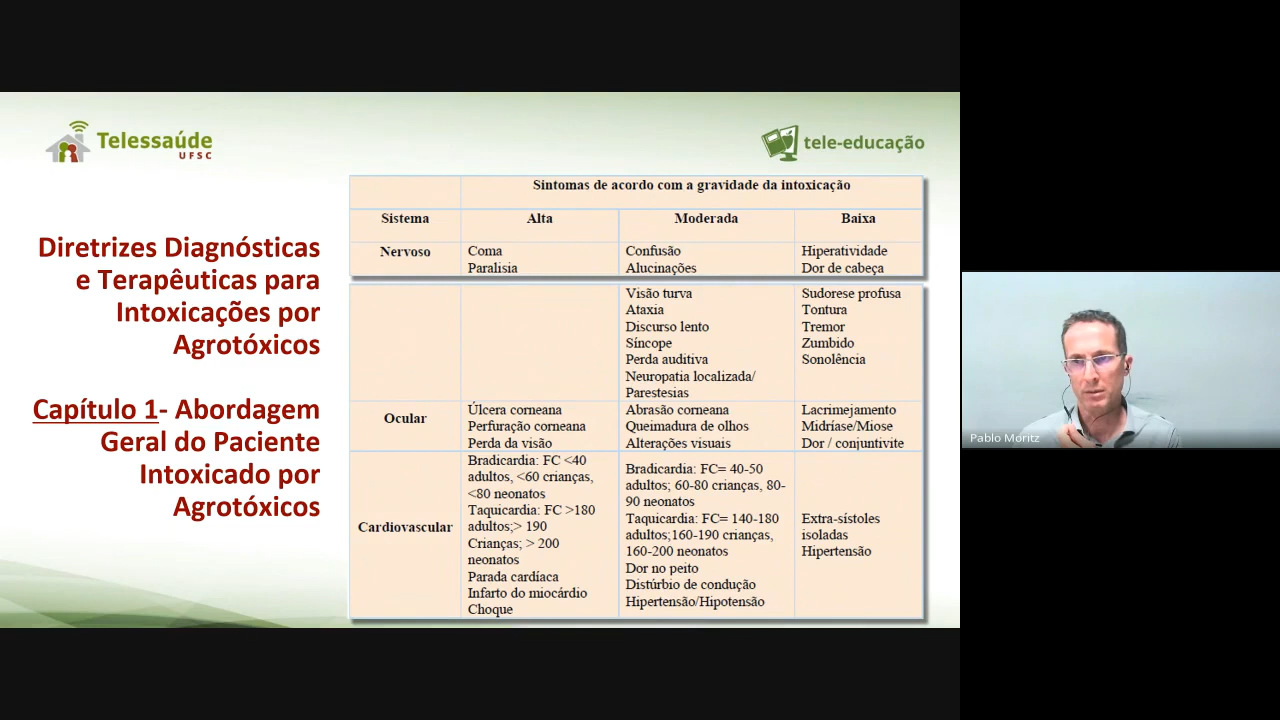 Telessaúde
UFSC
tele-educação
Diretrizes Diagnósticas
e Terapêuticas para
Intoxicações por
Agrotóxicos
Capítulo 1- Abordagem
Geral do Paciente
Intoxicado por
Agrotóxicos
Sintomas de acordo com a gravidade da intoxicação
Sistema
Alta
Moderada
Baixa
Nervoso
Coma
Paralisia
Confusão
Alucinações
Hiperatividade
Dor de cabeça
Visão turva
Ataxia
Discurso lento
Síncope
Perda auditiva
Neuropatia localizada/
Parestesias
Sudorese profusa
Tontura
Tremor
Zumbido
Sonolência
Ocular
Úlcera corneana
Perfuração corneana
Perda da visão
Abrasão corneana
Queimadura de olhos
Alterações visuais
Lacrimejamento
Midríase/Miose
Dor / conjuntivite
Cardiovascular
Bradicardia: FC <40
adultos, <60 crianças,
<80 neonatos
Taquicardia: FC >180
adultos;> 190
Crianças; > 200
neonatos
Parada cardíaca
Infarto do miocárdio
Choque
Bradicardia: FC= 40-50
adultos; 60-80 crianças, 80-
90 neonatos
Taquicardia: FC= 140-180
adultos;160-190 crianças,
160-200 neonatos
Dor no peito
Distúrbio de condução
Hipertensão/Hipotensão
Extra-sístoles
isoladas
Hipertensão
Pablo Moritz